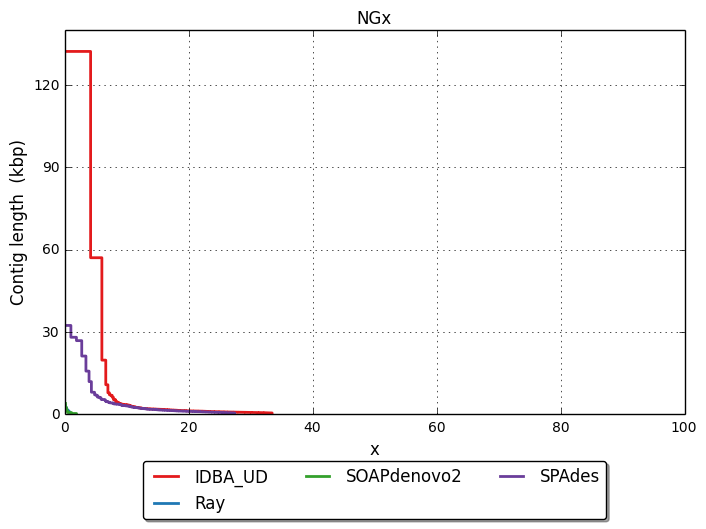 NGx
120
90
60
30
0
Contig length (kbp)
0 20 40 60 80 100
x
IDBA_UD SOAPdenovo2 SPAdes
Ray